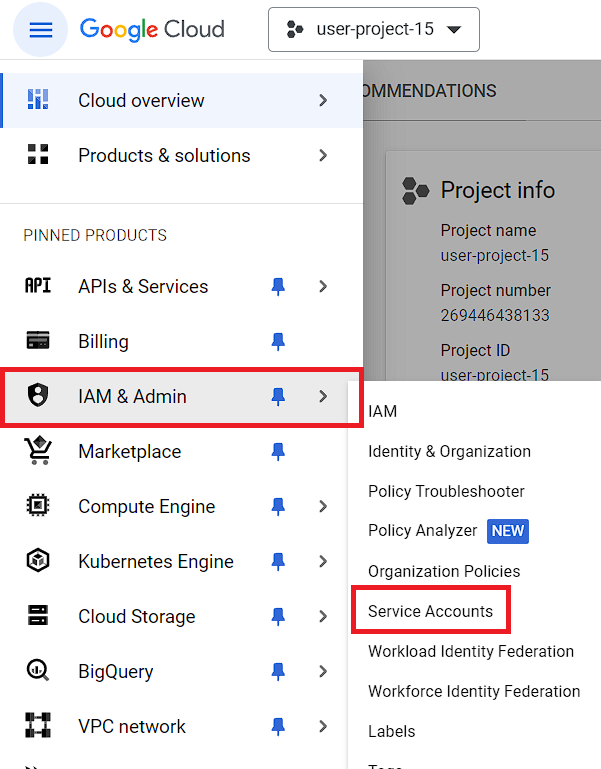 Google Cloud
user-project-15
Cloud overview
Products & solutions
PINNED PRODUCTS
API
APIs & Services
Billing
IAM & Admin
Marketplace
Compute Engine
Kubernetes Engine
Cloud Storage
BigQuery
VPC network
OMMENDATIONS
Project info
Project name
user-project-15
Project number
269446438133
Project ID
user-project-15
IAM
Identity & Organization
Policy Troubleshooter
Policy Analyzer NEW
Organization Policies
Service Accounts
Workload Identity Federation
Workforce Identity Federation
Labels